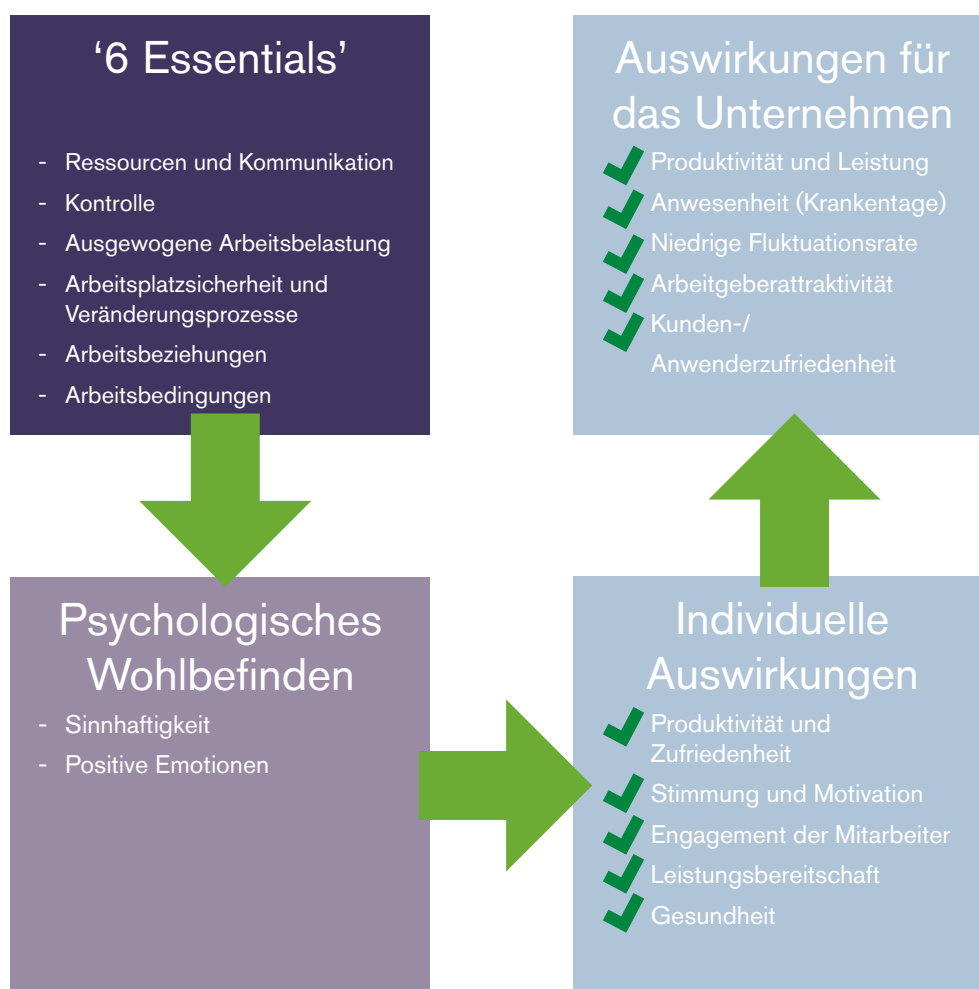 ‘6 Essentials’
- Ressourcen und Kommunikation
- Kontrolle
- Ausgewogene Arbeitsbelastung
- Arbeitsplatzsicherheit und
Veränderungsprozesse
- Arbeitsbeziehungen
- Arbeitsbedingungen
Auswirkungen für
das Unternehmen
Produktivität und Leistung
Anwesenheit (Krankentage)
Niedrige Fluktuationsrate
Arbeitgeberattraktivität
Kunden-/
Anwenderzufriedenheit
Psychologisches
Wohlbefinden
- Sinnhaftigkeit
- Positive Emotionen
Individuelle
Auswirkungen
Produktivität und
Zufriedenheit
Stimmung und Motivation
Engagement der Mitarbeiter
Leistungsbereitschaft
Gesundheit